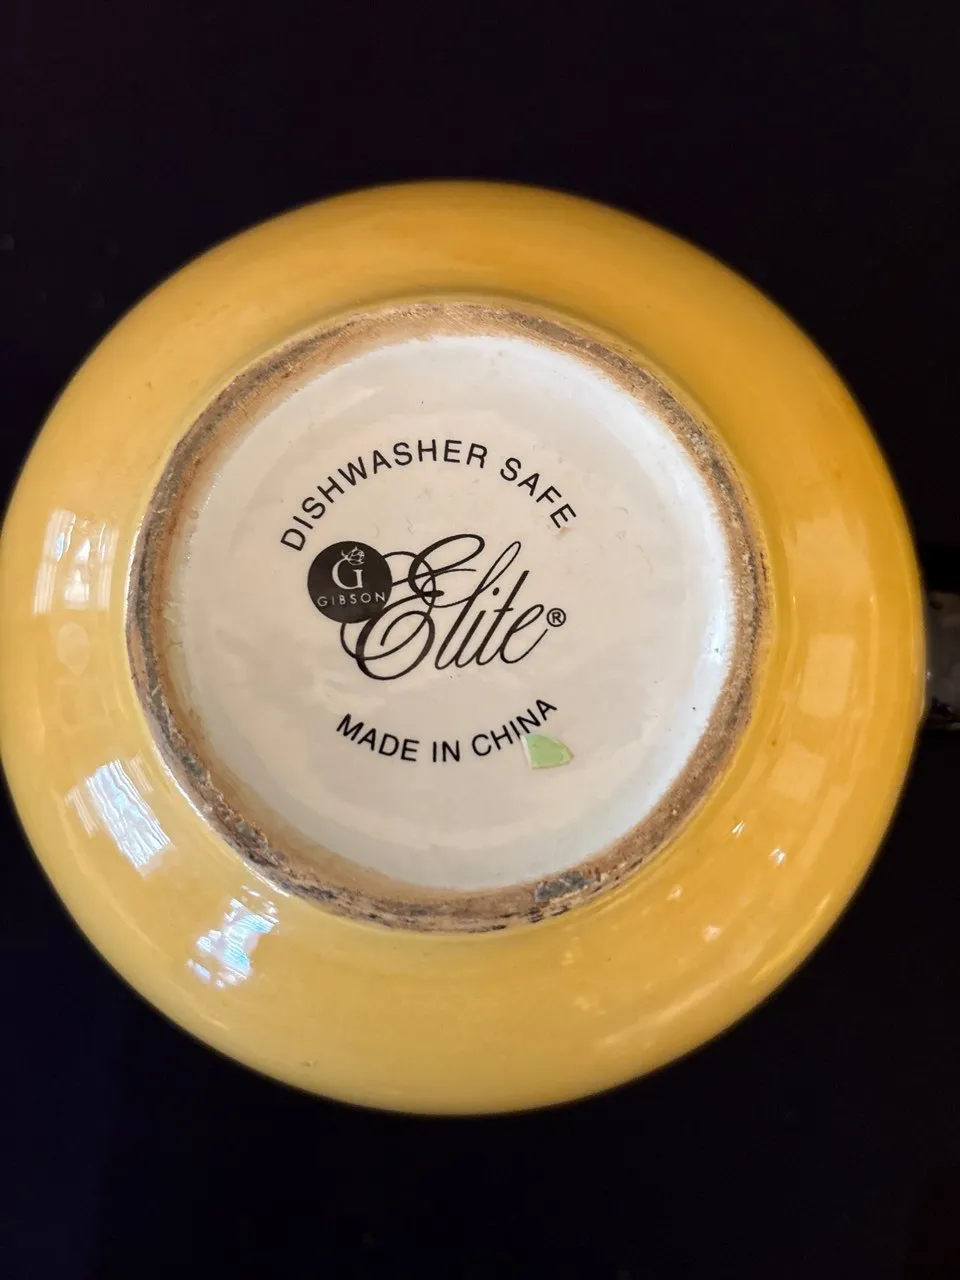 DISHWASHER SAFE
G
GIBSON
Elite®
MADE IN CHINA